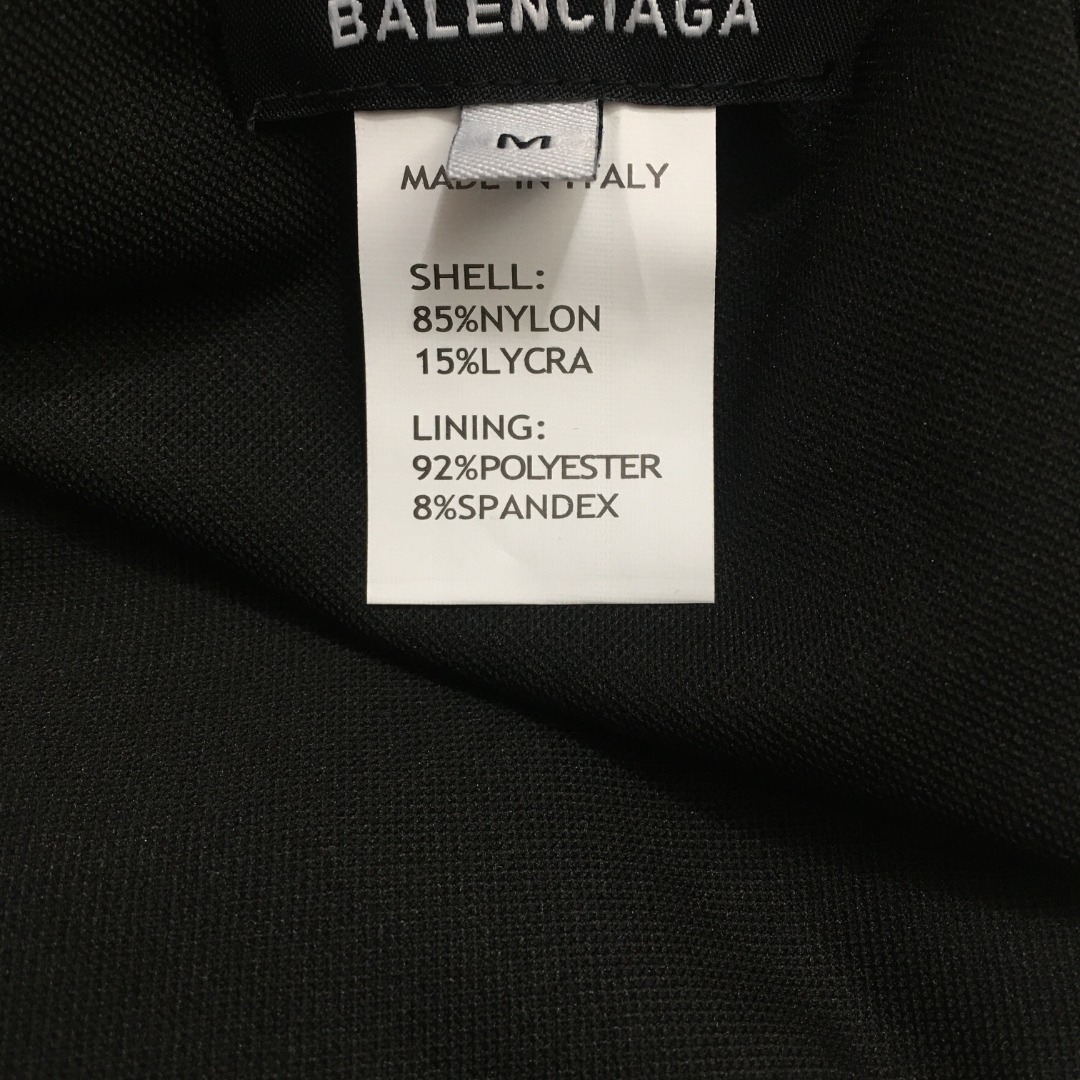 BALENCIAGA
M
MADE IN ITALY
SHELL:
85%NYLON
15%LYCRA
LINING:
92%POLYESTER
8%SPANDEX